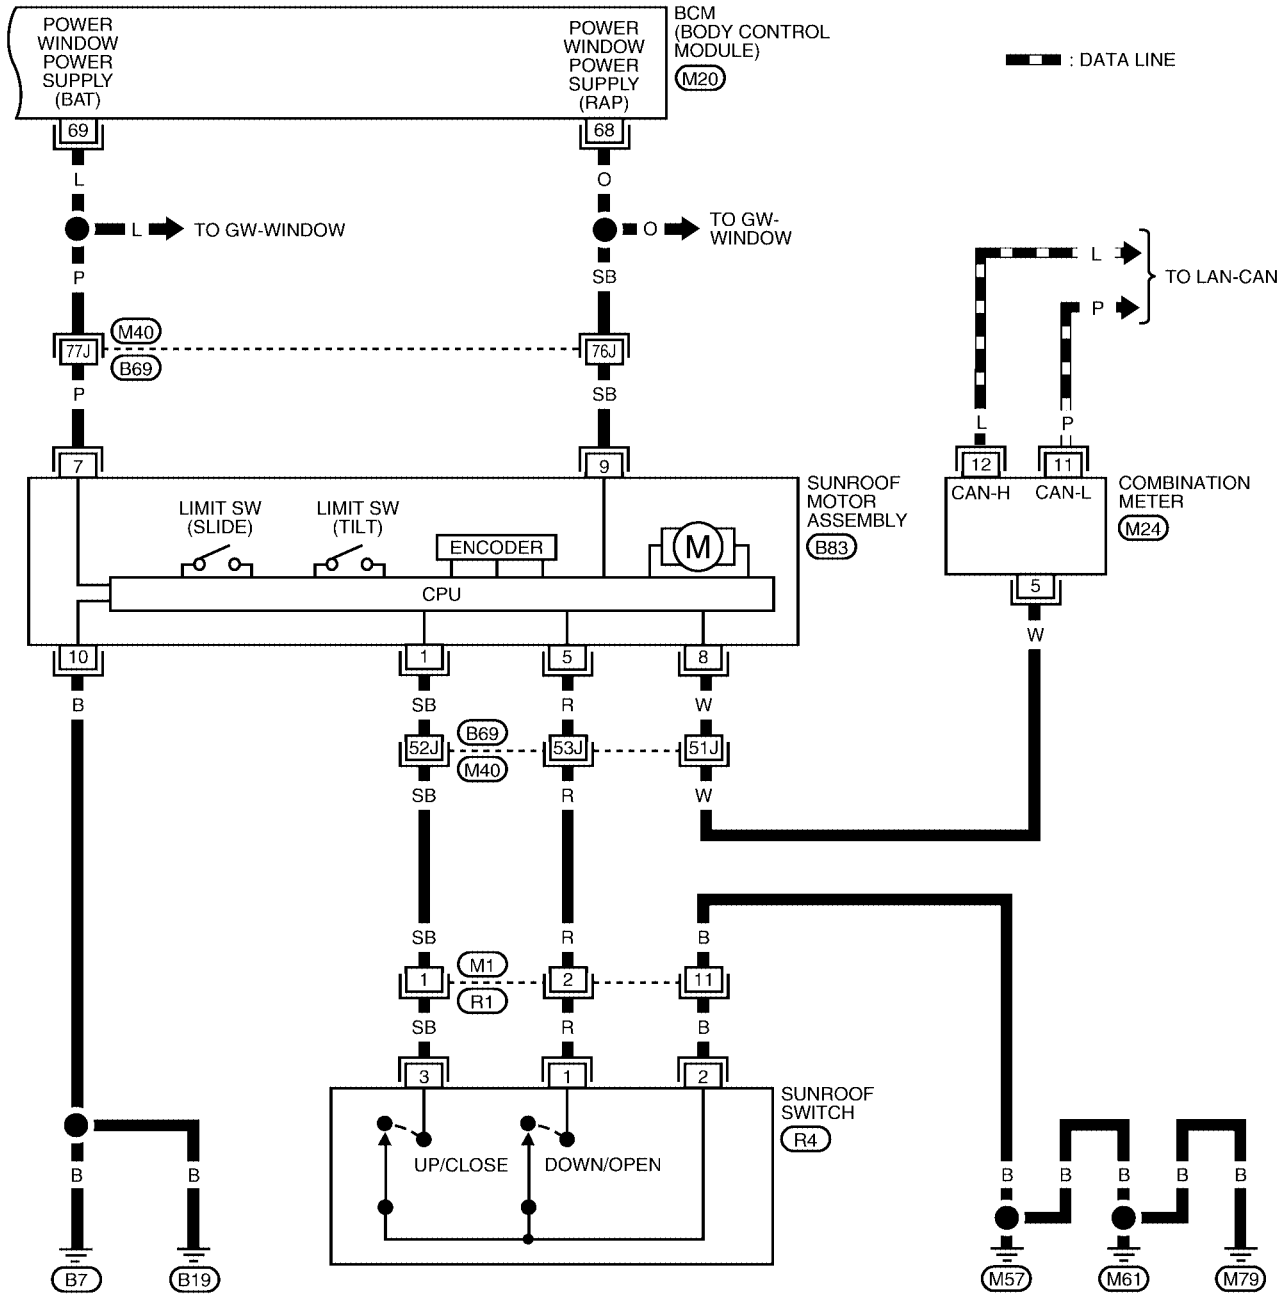 POWER
WINDOW
POWER
SUPPLY
(BAT)
POWER
WINDOW
POWER
SUPPLY
(RAP)
BCM
(BODY CONTROL
MODULE)
M20
: DATA LINE
69
68
L
O
L
TO GW-WINDOW
O
TO GW-
WINDOW
P
SB
L
P
TO LAN-CAN
M40
77J
76J
B69
P
SB
L
P
7
9
12
11
CAN-H
CAN-L
COMBINATION
METER
M24
SUNROOF
MOTOR
ASSEMBLY
B83
LIMIT SW
(SLIDE)
LIMIT SW
(TILT)
ENCODER
M
CPU
5
W
10
1
5
8
B
SB
R
W
B69
52J
53J
51J
M40
SB
R
W
SB
R
B
M1
1
2
11
R1
SB
R
B
3
1
2
SUNROOF
SWITCH
R4
UP/CLOSE
DOWN/OPEN
B
B
B
B
B
B
B
B7
B19
M57
M61
M79